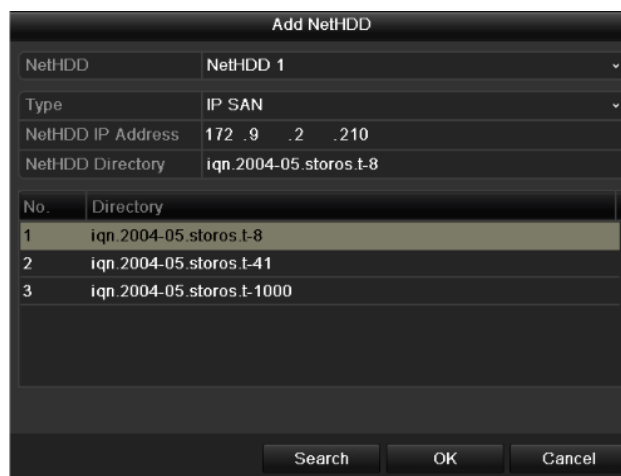 Add NetHDD
NetHDD NetHDD 1
Type IP SAN
NetHDD IP Address 172 .9 .2 .210
NetHDD Directory iqn.2004-05.storos.t-8
No. Directory
1 iqn.2004-05.storos.t-8
2 iqn.2004-05.storos.t-41
3 iqn.2004-05.storos.t-1000
Search OK Cancel